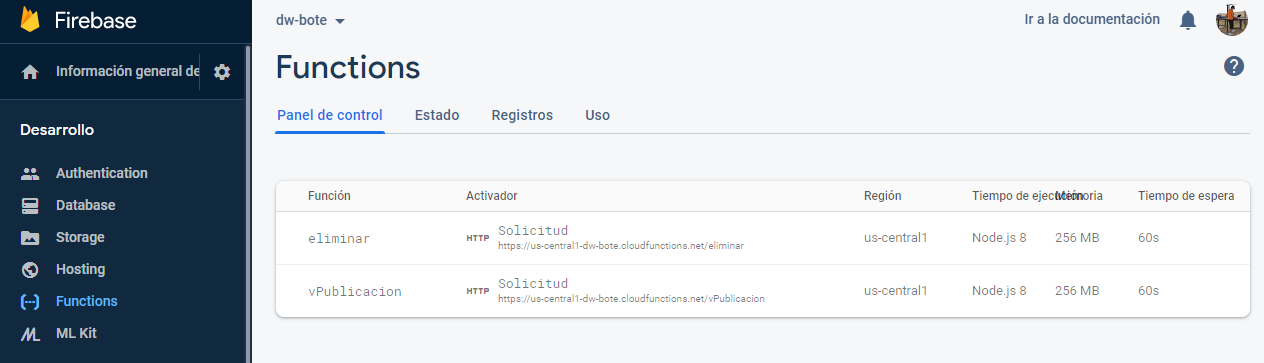 Firebase
Información general de
Desarrollo
Authentication
Database
Storage
Hosting
Functions
ML Kit
dw-bote
Ir a la documentación
Functions
Panel de control Estado Registros Uso
Función Activador Región Tiempo de ejecución Memoria Tiempo de espera
eliminar HTTP Solicitud us-central1 Node.js 8 256 MB 60s
https://us-central1-dw-bote.cloudfunctions.net/eliminar
vPublicacion HTTP Solicitud us-central1 Node.js 8 256 MB 60s
https://us-central1-dw-bote.cloudfunctions.net/vPublicacion